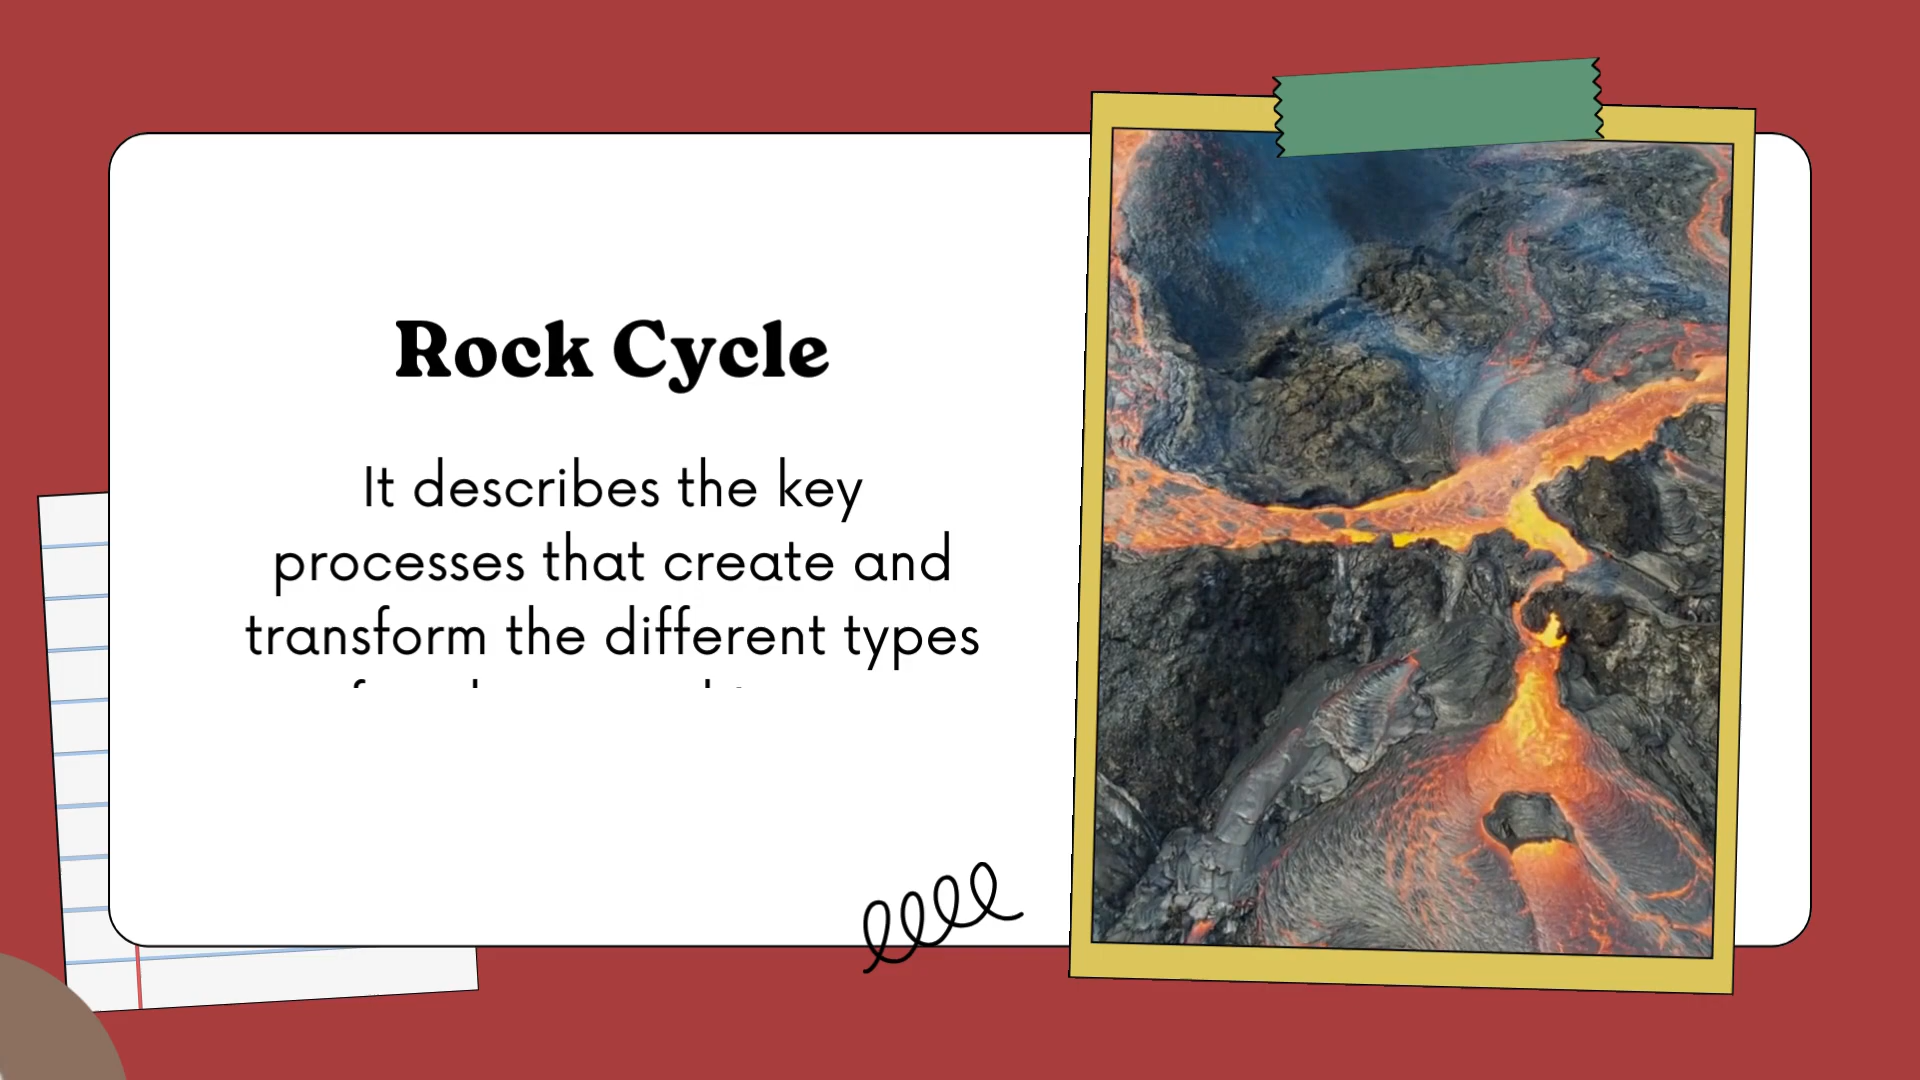 Rock Cycle
It describes the key
processes that create and
transform the different types